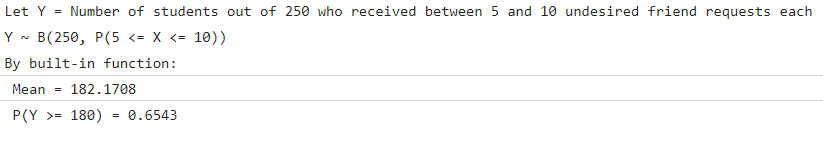 Let Y = Number of students out of 250 who received between 5 and 10 undesired friend requests each
Y ~ B(250, P(5 <= X <= 10))
By built-in function:
Mean = 182.1708
P(Y >= 180) = 0.6543